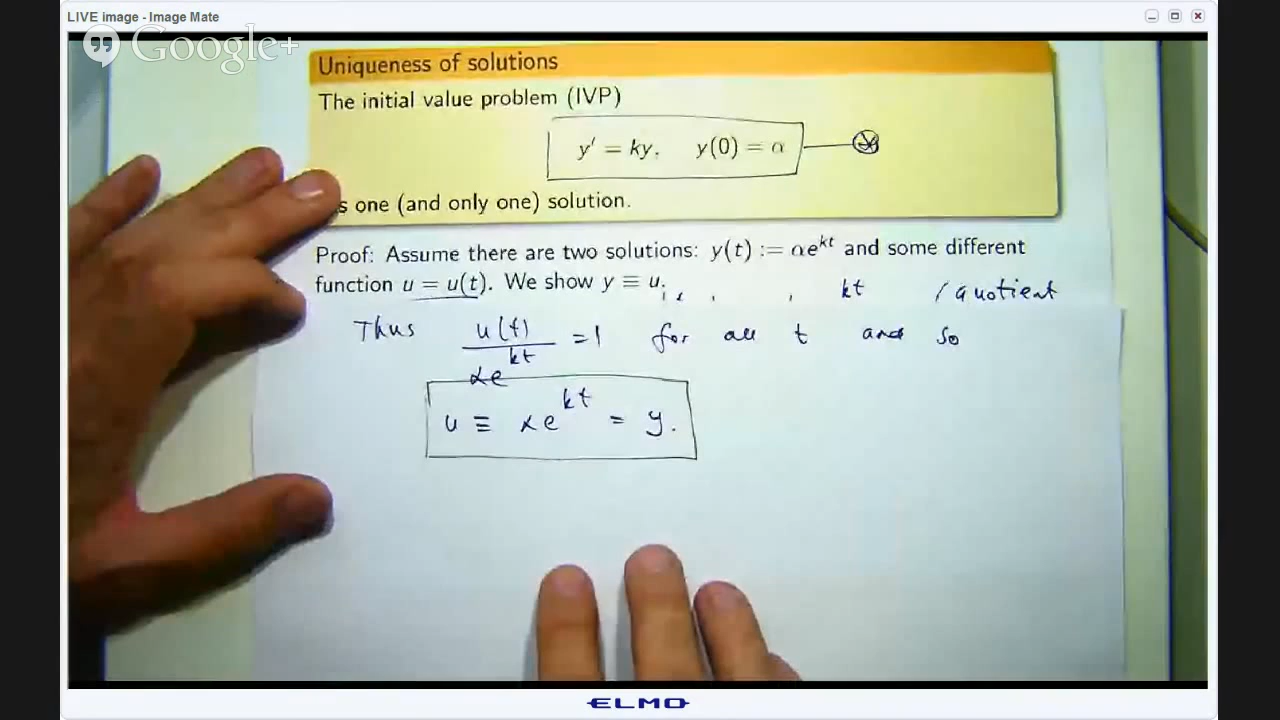 LIVE image - Image Mate
Google+
Uniqueness of solutions
The initial value problem (IVP)
y' = ky, y(0) = α
s one (and only one) solution.
Proof: Assume there are two solutions: y(t) := αe^{kt} and some different
function u = u(t). We show y ≡ u.
kt / quotient
Thus u(t)/αe^{kt} = 1 for all t and so
u ≡ αe^{kt} = y.
ELMO